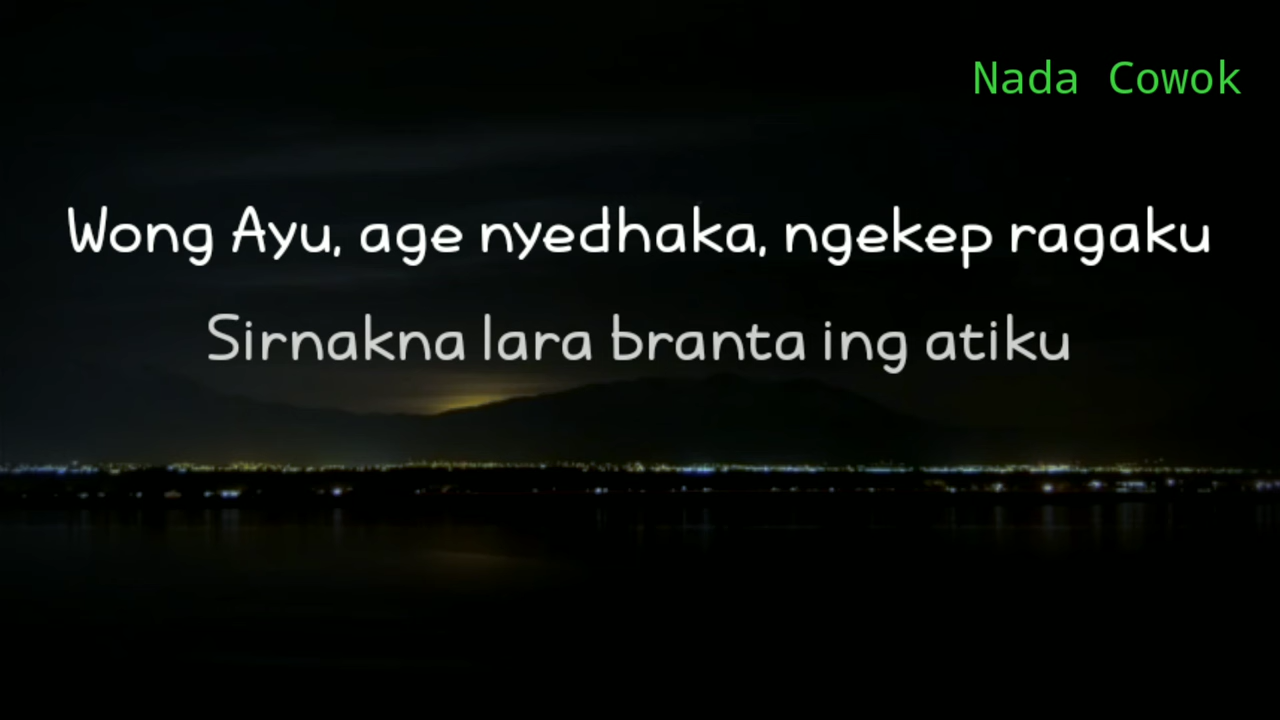 Nada Cowok
Wong Ayu, age nyedhaka, ngekep ragaku
Sirnakna lara branta ing atiku